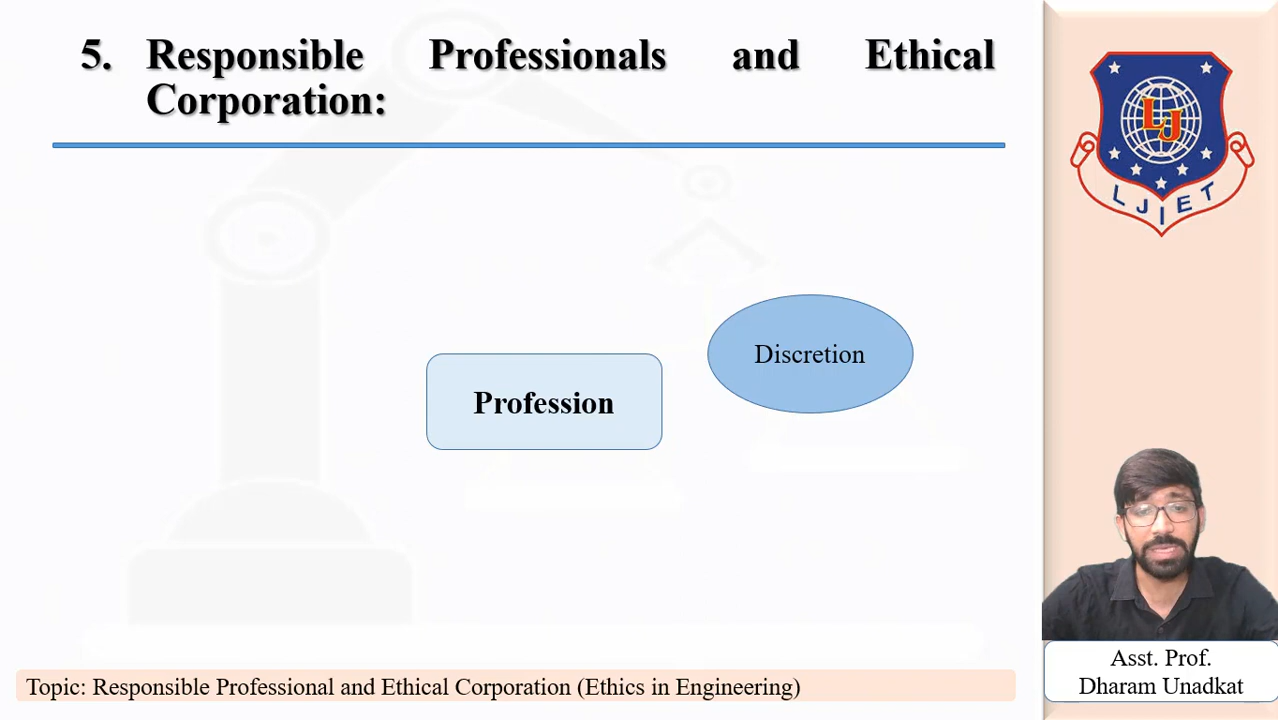 5. Responsible Professionals and Ethical
Corporation:
Discretion
Profession
LJ
LJIET
Asst. Prof.
Dharam Unadkat
Topic: Responsible Professional and Ethical Corporation (Ethics in Engineering)